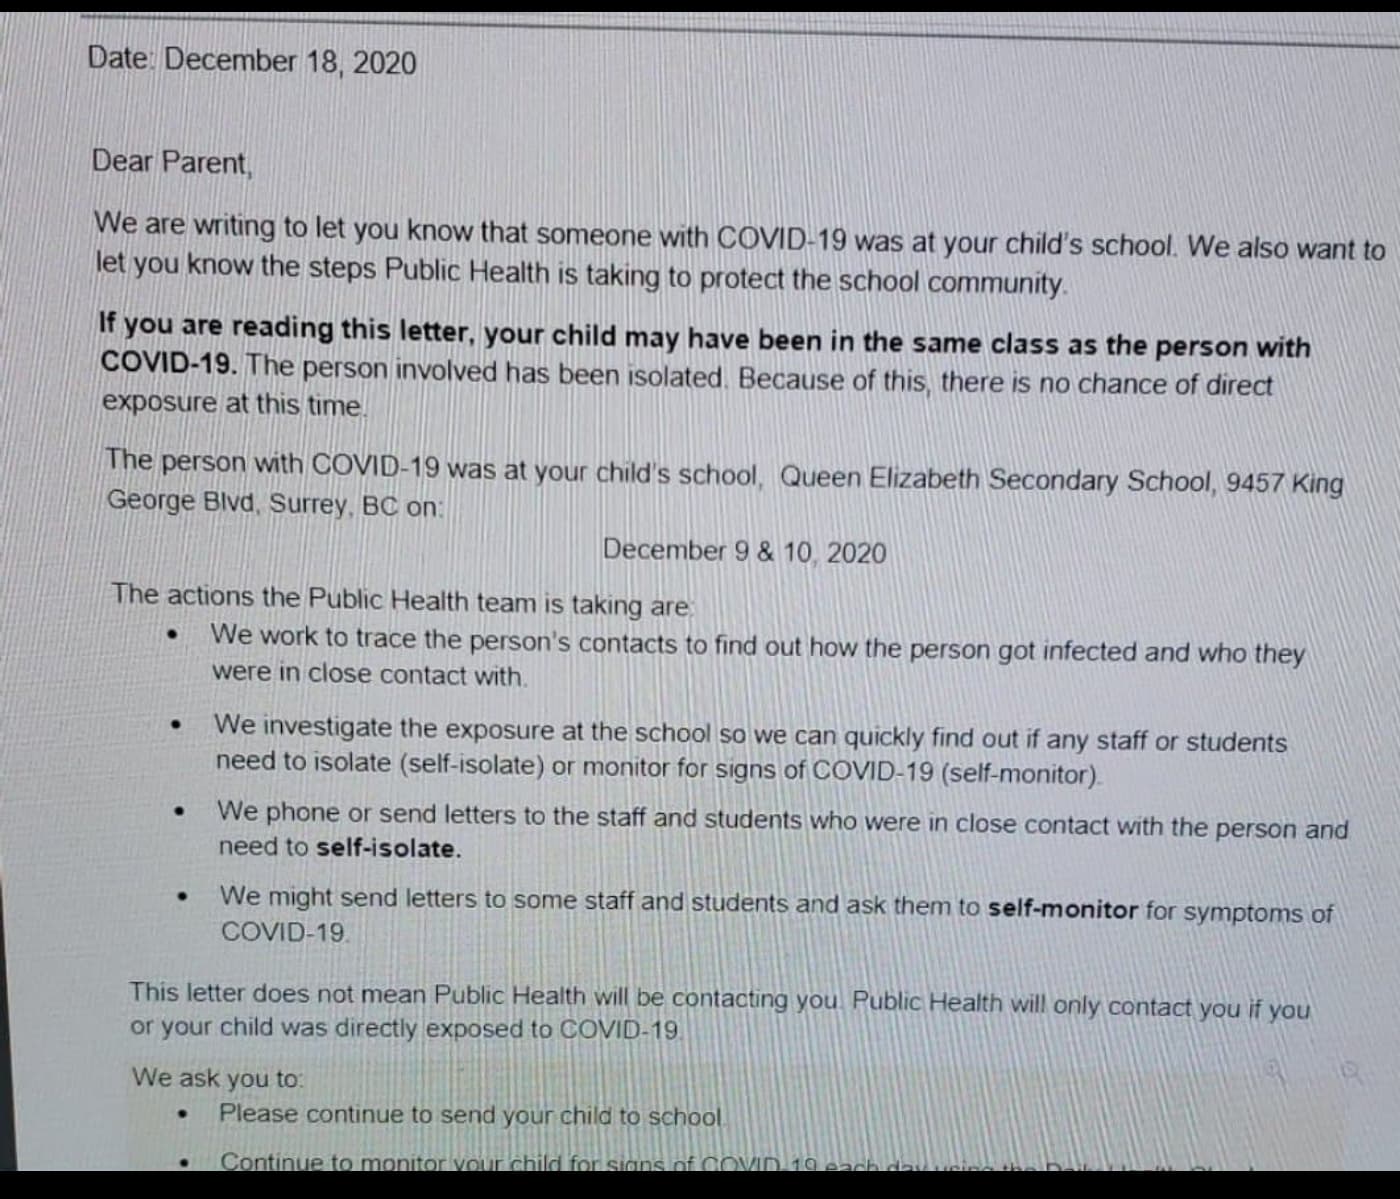 Date: December 18, 2020
Dear Parent,
We are writing to let you know that someone with COVID-19 was at your child's school. We also want to
let you know the steps Public Health is taking to protect the school community.
If you are reading this letter, your child may have been in the same class as the person with
COVID-19. The person involved has been isolated. Because of this, there is no chance of direct
exposure at this time.
The person with COVID-19 was at your child's school, Queen Elizabeth Secondary School, 9457 King
George Blvd, Surrey, BC on:
December 9 & 10, 2020
The actions the Public Health team is taking are:
• We work to trace the person's contacts to find out how the person got infected and who they
were in close contact with.
• We investigate the exposure at the school so we can quickly find out if any staff or students
need to isolate (self-isolate) or monitor for signs of COVID-19 (self-monitor).
• We phone or send letters to the staff and students who were in close contact with the person and
need to self-isolate.
• We might send letters to some staff and students and ask them to self-monitor for symptoms of
COVID-19.
This letter does not mean Public Health will be contacting you. Public Health will only contact you if you
or your child was directly exposed to COVID-19.
We ask you to:
• Please continue to send your child to school.
• Continue to monitor your child for signs of COVID-19 each day using the